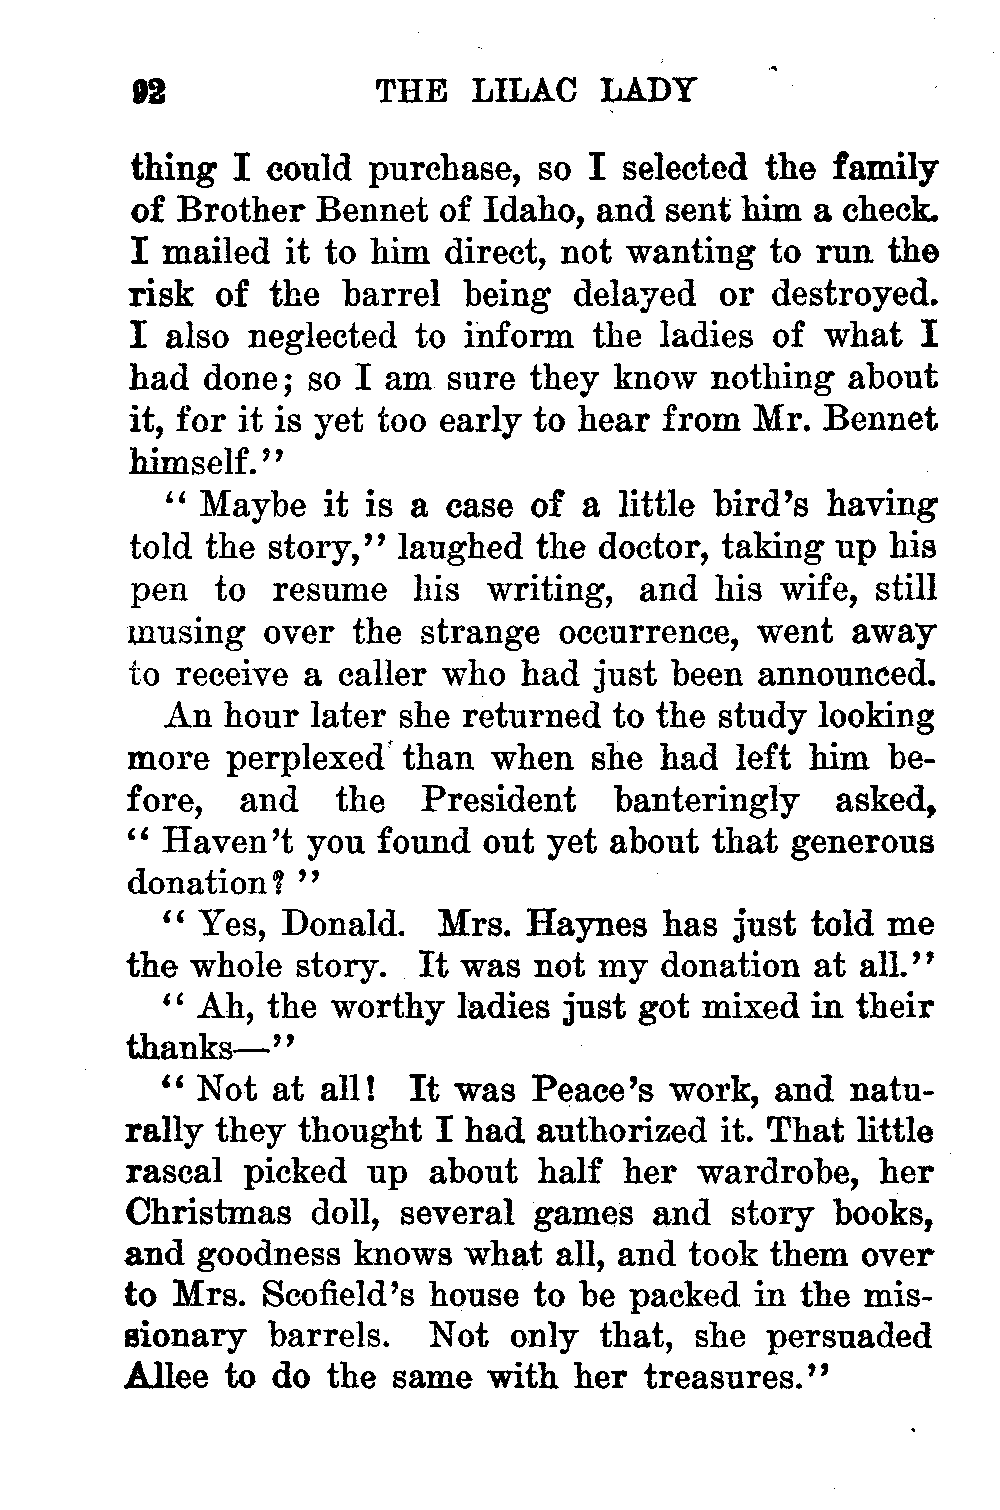 92 THE LILAC LADY
thing I could purchase, so I selected the family
of Brother Bennet of Idaho, and sent him a check.
I mailed it to him direct, not wanting to run the
risk of the barrel being delayed or destroyed.
I also neglected to inform the ladies of what I
had done; so I am sure they know nothing about
it, for it is yet too early to hear from Mr. Bennet
himself."
" Maybe it is a case of a little bird's having
told the story," laughed the doctor, taking up his
pen to resume his writing, and his wife, still
musing over the strange occurrence, went away
to receive a caller who had just been announced.
An hour later she returned to the study looking
more perplexed than when she had left him be-
fore, and the President banteringly asked,
" Haven't you found out yet about that generous
donation? "
" Yes, Donald. Mrs. Haynes has just told me
the whole story. It was not my donation at all."
" Ah, the worthy ladies just got mixed in their
thanks—"
" Not at all! It was Peace's work, and natu-
rally they thought I had authorized it. That little
rascal picked up about half her wardrobe, her
Christmas doll, several games and story books,
and goodness knows what all, and took them over
to Mrs. Scofield's house to be packed in the mis-
sionary barrels. Not only that, she persuaded
Allee to do the same with her treasures."